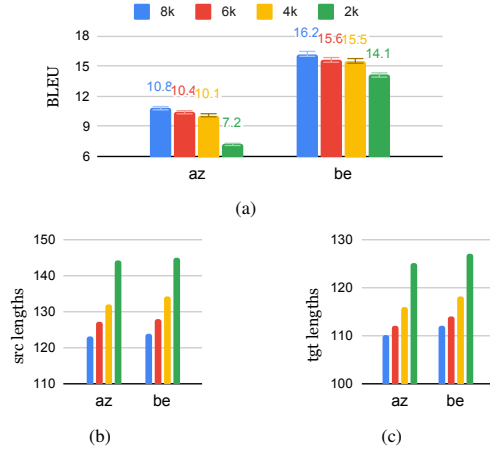 8k 6k 4k 2k
BLEU
18
15
12
9
6
10.8 10.4 10.1 7.2
16.2 15.6 15.5 14.1
az be
(a)
src lengths
150
140
130
120
110
az be
(b)
tgt lengths
130
120
110
100
az be
(c)